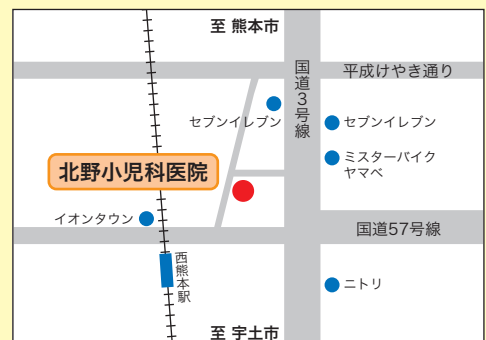 至 熊本市
国道3号線
平成けやき通り
セブンイレブン
セブンイレブン
ミスターバイク
ヤマベ
北野小児科医院
イオンタウン
国道57号線
西熊本駅
ニトリ
至 宇土市